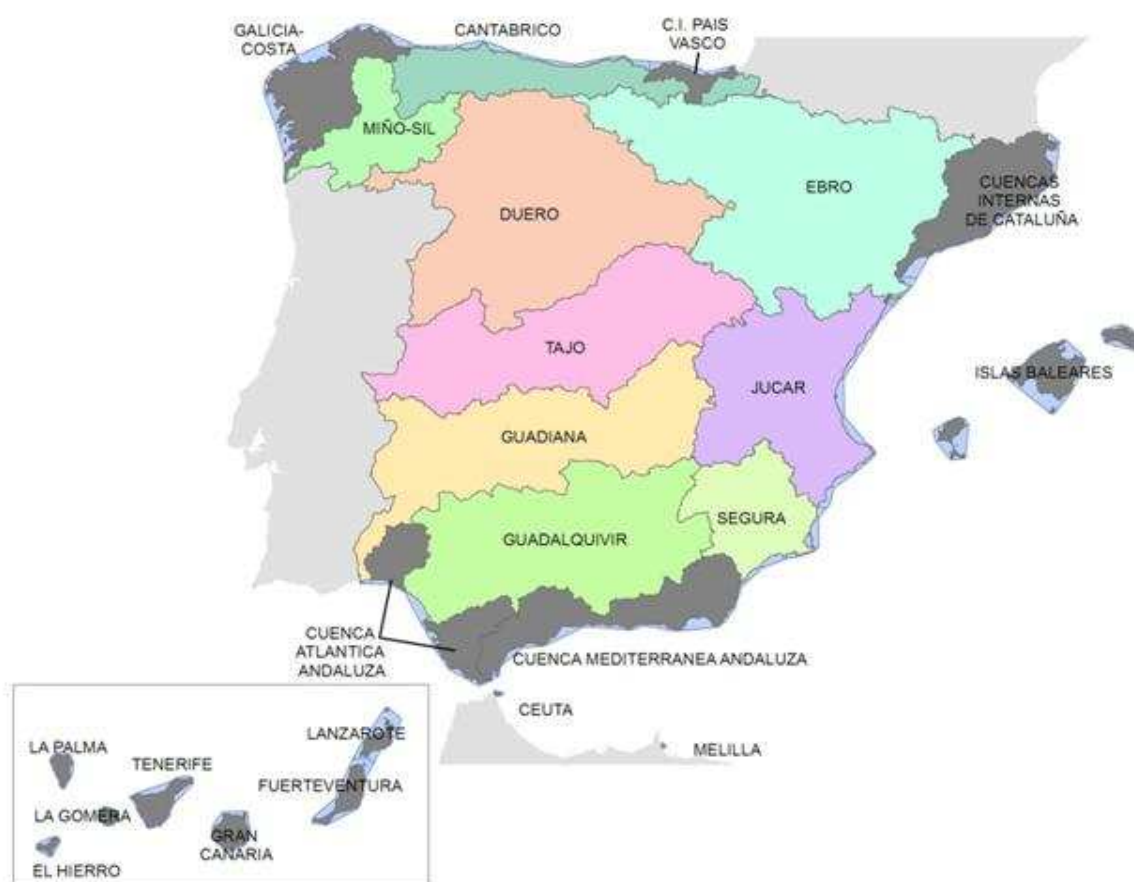 GALICIA-
COSTA
CANTABRICO
C.I. PAIS
VASCO
MIÑO-SIL
DUERO
EBRO
CUENCAS
INTERNAS
DE CATALUÑA
TAJO
JUCAR
ISLAS BALEARES
GUADIANA
SEGURA
GUADALQUIVIR
CUENCA
ATLANTICA
ANDALUZA
CUENCA MEDITERRANEA ANDALUZA
CEUTA
MELILLA
LANZAROTE
LA PALMA
TENERIFE
FUERTEVENTURA
LA GOMERA
GRAN
CANARIA
EL HIERRO